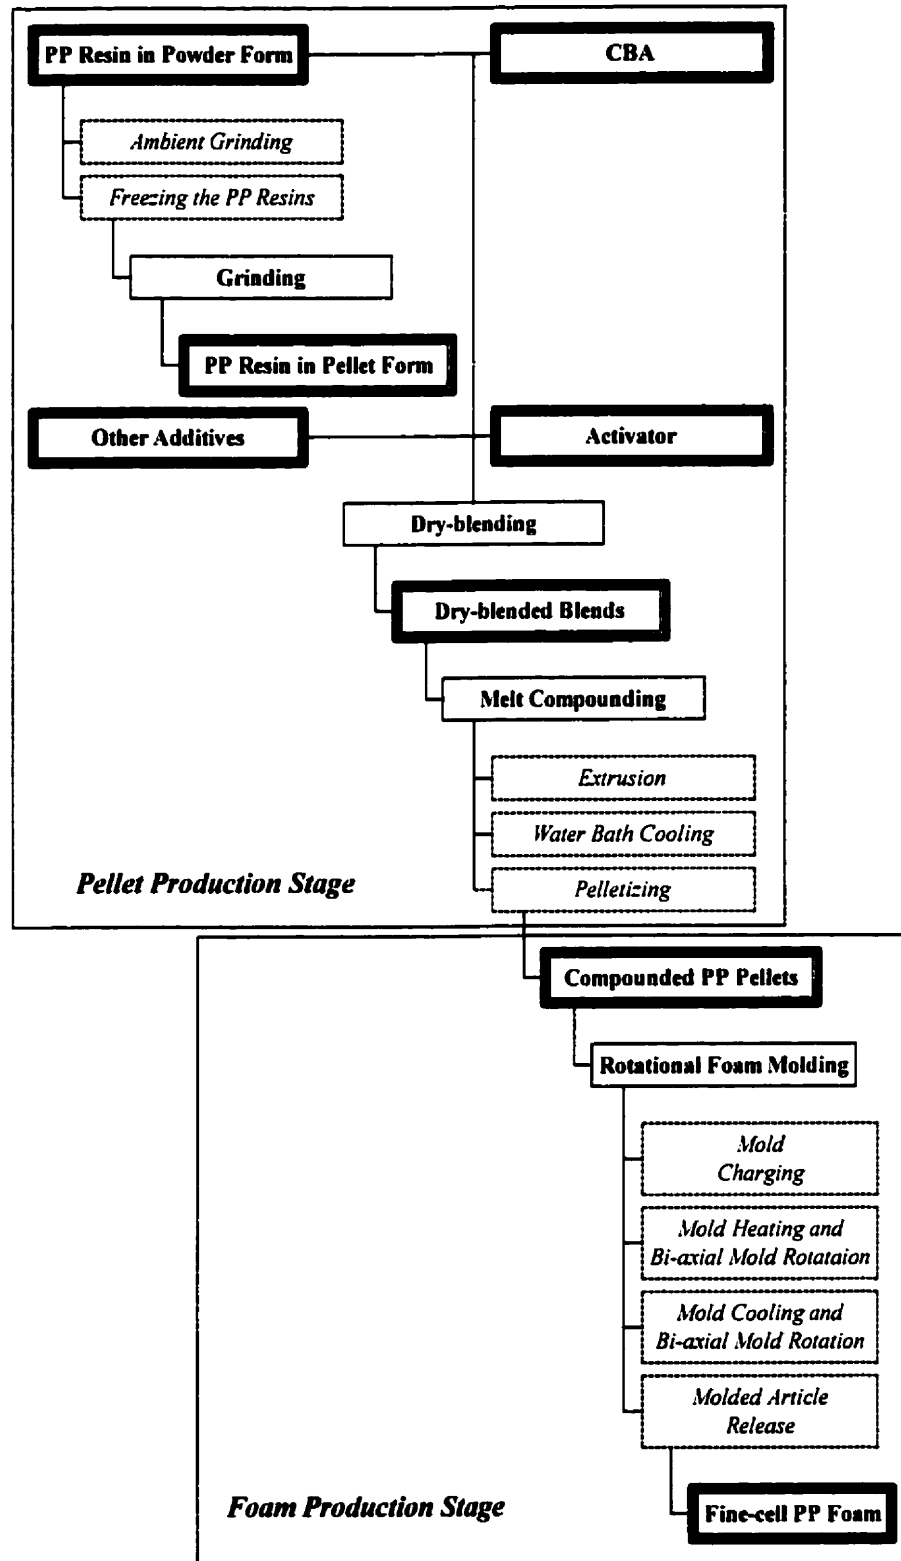 PP Resin in Powder Form
CBA
Ambient Grinding
Freezing the PP Resins
Grinding
PP Resin in Pellet Form
Other Additives
Activator
Dry-blending
Dry-blended Blends
Melt Compounding
Extrusion
Water Bath Cooling
Pelletizing
Pellet Production Stage
Compounded PP Pellets
Rotational Foam Molding
Mold
Charging
Mold Heating and
Bi-axial Mold Rotataion
Mold Cooling and
Bi-axial Mold Rotation
Molded Article
Release
Foam Production Stage
Fine-cell PP Foam